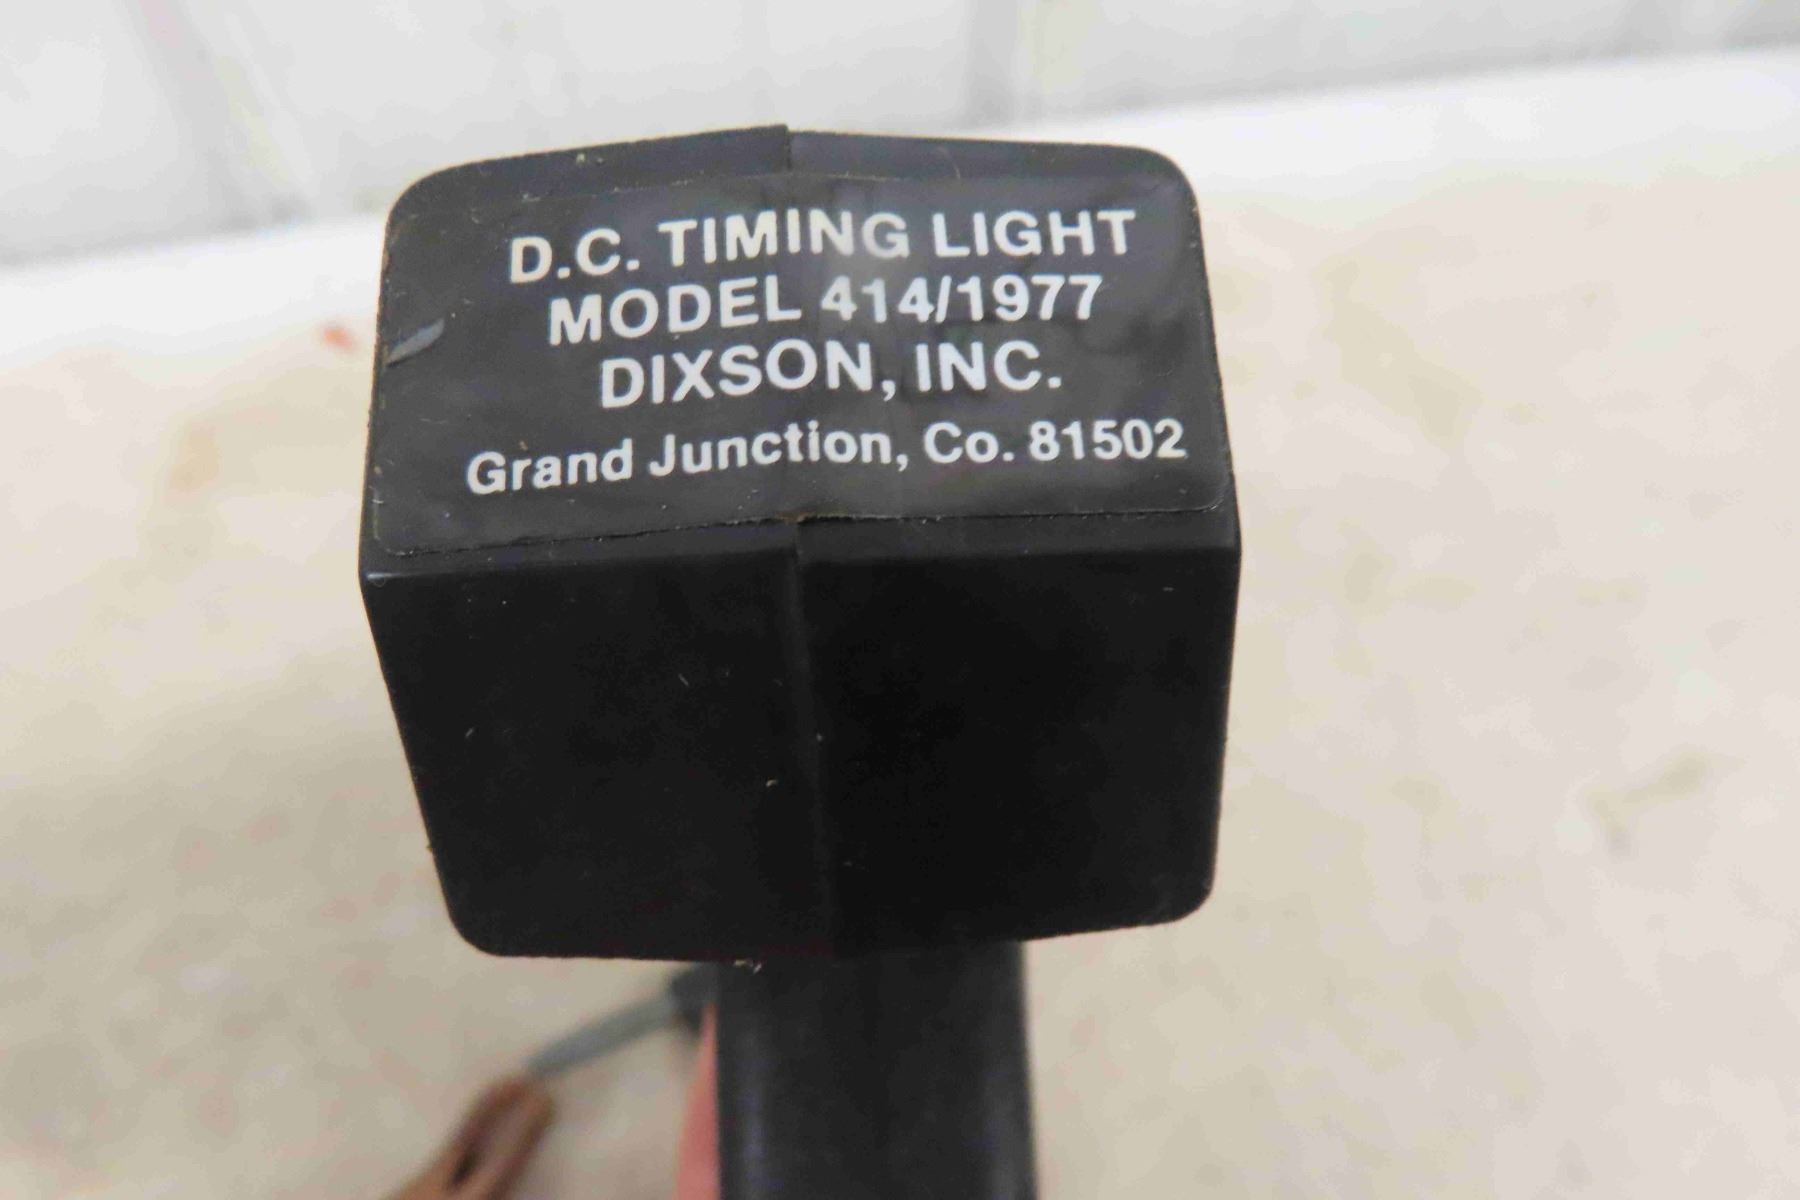 D.C. TIMING LIGHT
MODEL 414/1977
DIXSON, INC.
Grand Junction, Co. 81502